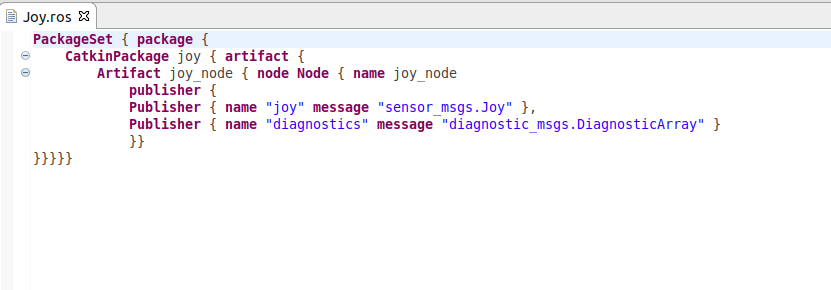 Joy.ros
PackageSet { package {
CatkinPackage joy { artifact {
Artifact joy_node { node Node { name joy_node
publisher {
Publisher { name "joy" message "sensor_msgs.Joy" },
Publisher { name "diagnostics" message "diagnostic_msgs.DiagnosticArray" }
}}
}}}}}